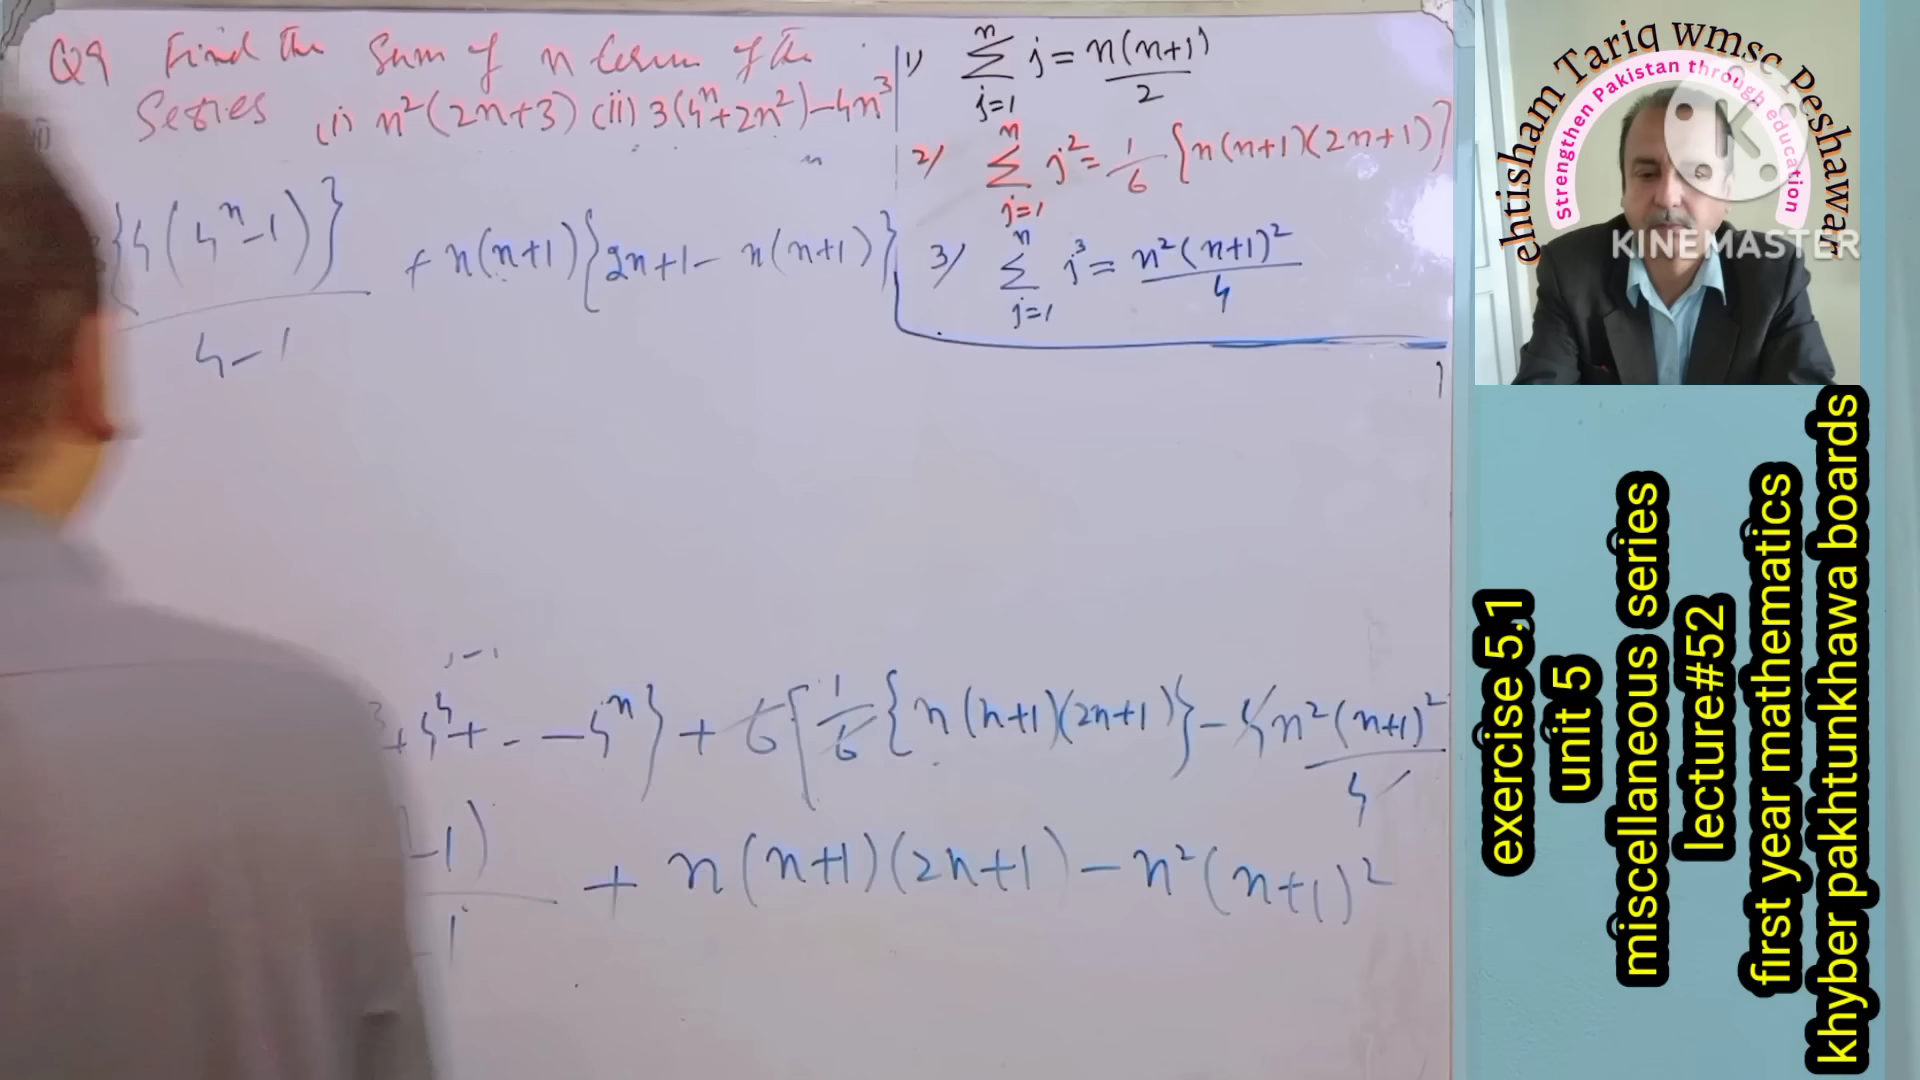 Q9 Find the Sum of n term of the
Series (i) n²(2n+3) (ii) 3(4ⁿ+2n²)-4n³
{4(4ⁿ-1)} / 4-1 + n(n+1){2n+1- n(n+1)}
1) n Σ j=1 j = n(n+1) / 2
2) n Σ j=1 j² = 1/6 {n(n+1)(2n+1)}
3) n Σ j=1 j³ = n²(n+1)² / 4
+4⁴+ - - 4ⁿ} + 6[1/6 {n(n+1)(2n+1)} - 4n²(n+1)² / 4
-1) + n(n+1)(2n+1) - n²(n+1)²
ehtisham Tariq wmsc Peshawar
Strengthen Pakistan through education
KINEMASTER
exercise 5.1
unit 5
miscellaneous series
lecture#52
first year mathematics
khyber pakhtunkhawa boards